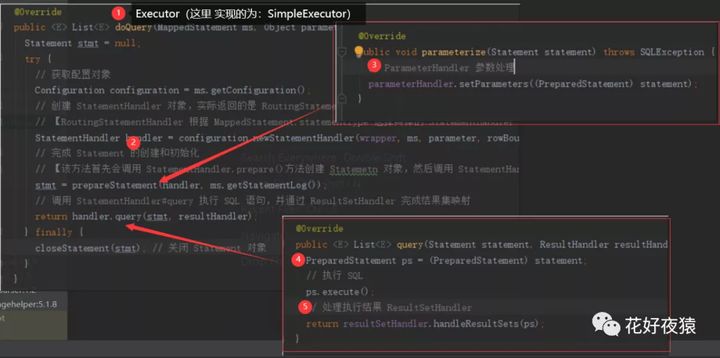 @Override
1 Executor（这里 实现的为：SimpleExecutor）
public <E> List<E> doQuery(MappedStatement ms, Object paramet
Statement stmt = null;
try {
// 获取配置对象
Configuration configuration = ms.getConfiguration();
// 创建 StatementHandler 对象，实际返回的是 RoutingStatem
// 【RoutingStatementHandler 根据 MappedStatement.statementType
StatementHandler handler = configuration.newStatementHandler(wrapper, ms, parameter, rowBou
2
// 完成 Statement 的创建和初始化
// 【该方法首先会调用 StatementHandler.prepare()方法创建 Statemetn 对象，然后调用 StatementHan
stmt = prepareStatement(handler, ms.getStatementLog());
// 调用 StatementHandler#query 执行 SQL 语句，并通过 ResultSetHandler 完成结果集映射
return handler.query(stmt, resultHandler);
} finally {
closeStatement(stmt); // 关闭 Statement 对象
}
}
gehelper:5.1.8
@Override
public void parameterize(Statement statement) throws SQLException {
3 ParameterHandler 参数处理
parameterHandler.setParameters((PreparedStatement) statement);
}
@Override
public <E> List<E> query(Statement statement, ResultHandler resultHand
4 PreparedStatement ps = (PreparedStatement) statement;
// 执行 SQL
ps.execute();
5 // 处理执行结果 ResultSetHandler
return resultSetHandler.handleResultSets(ps);
}
花好夜猿